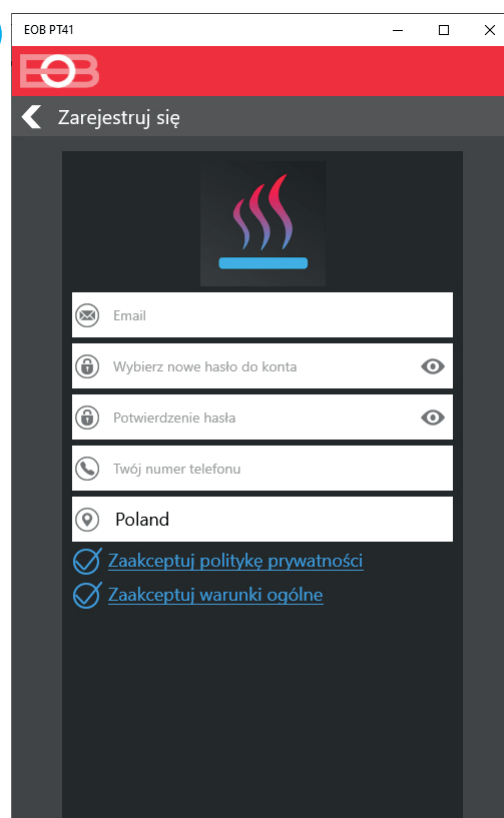 EOB PT41
EOB
Zarejestruj się
Email
Wybierz nowe hasło do konta
Potwierdzenie hasła
Twój numer telefonu
Poland
Zaakceptuj politykę prywatności
Zaakceptuj warunki ogólne